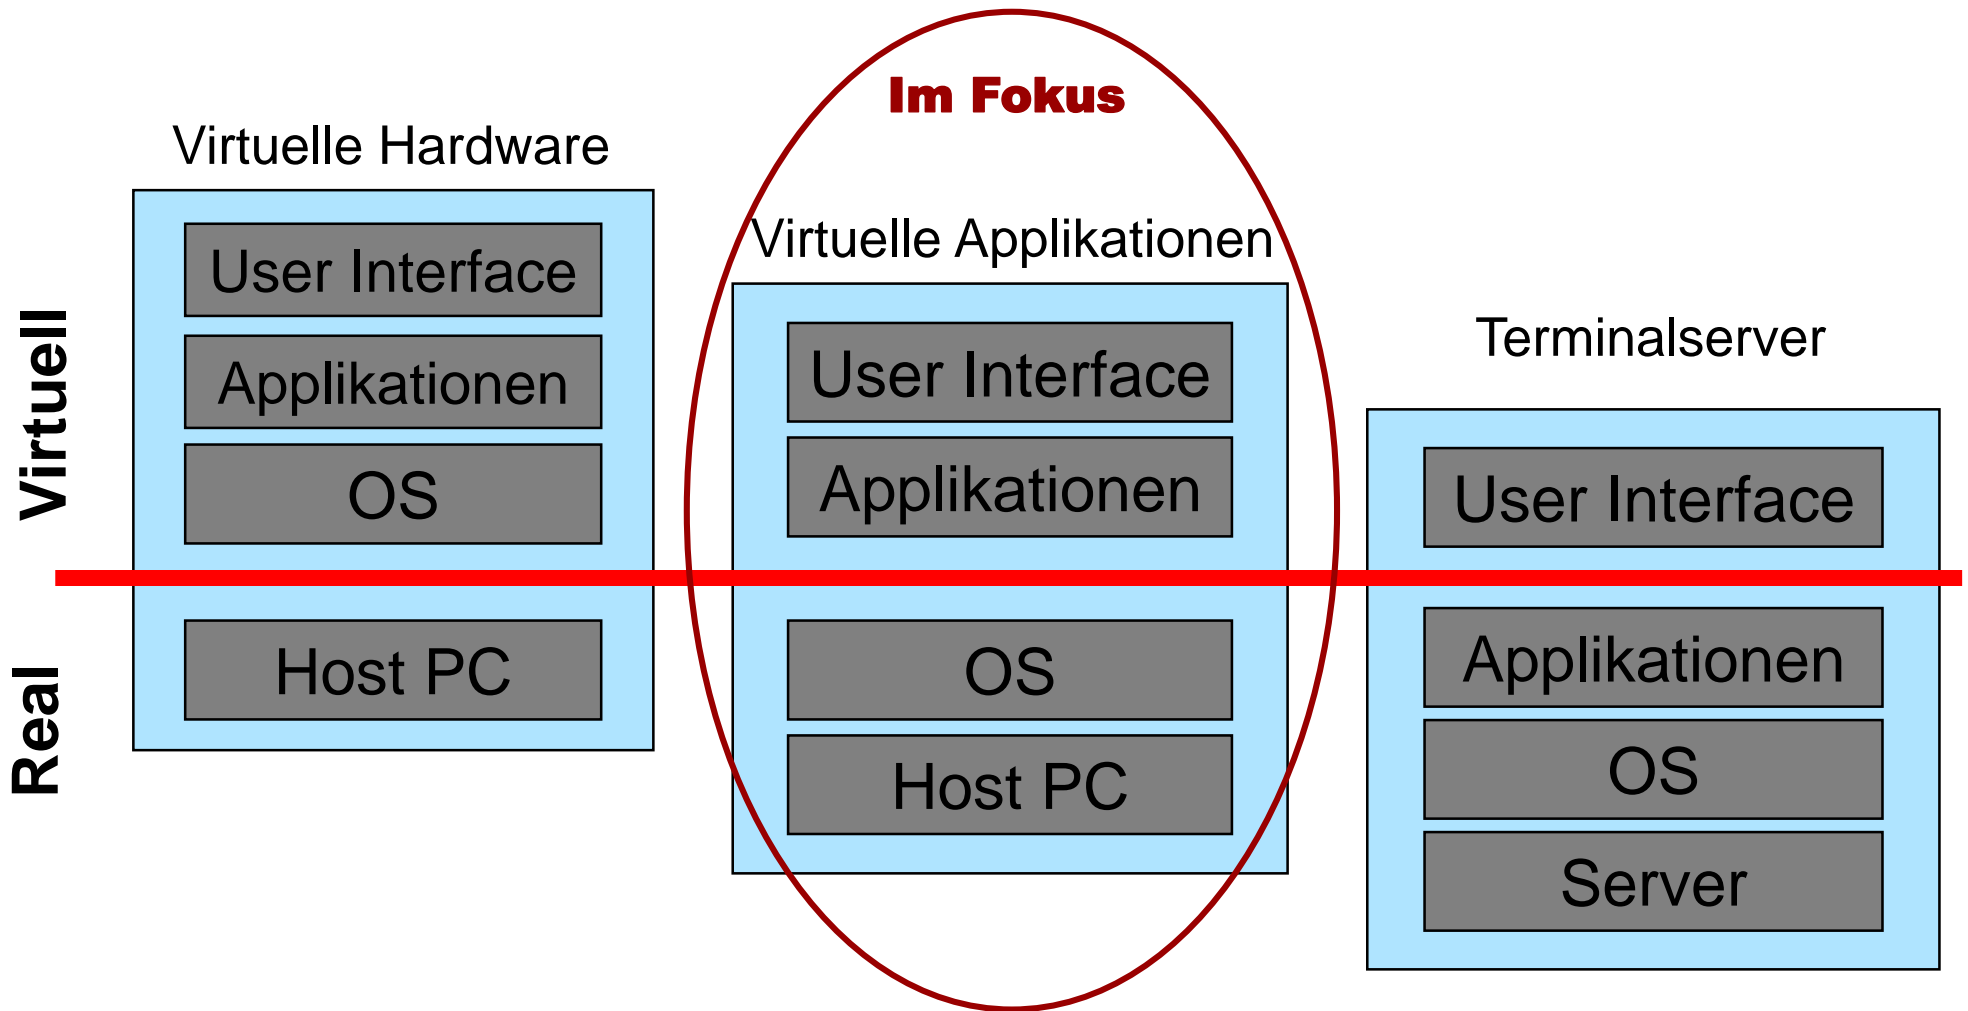 Im Fokus
Virtuell
Real
Virtuelle Hardware
User Interface
Applikationen
OS
Host PC
Virtuelle Applikationen
User Interface
Applikationen
OS
Host PC
Terminalserver
User Interface
Applikationen
OS
Server